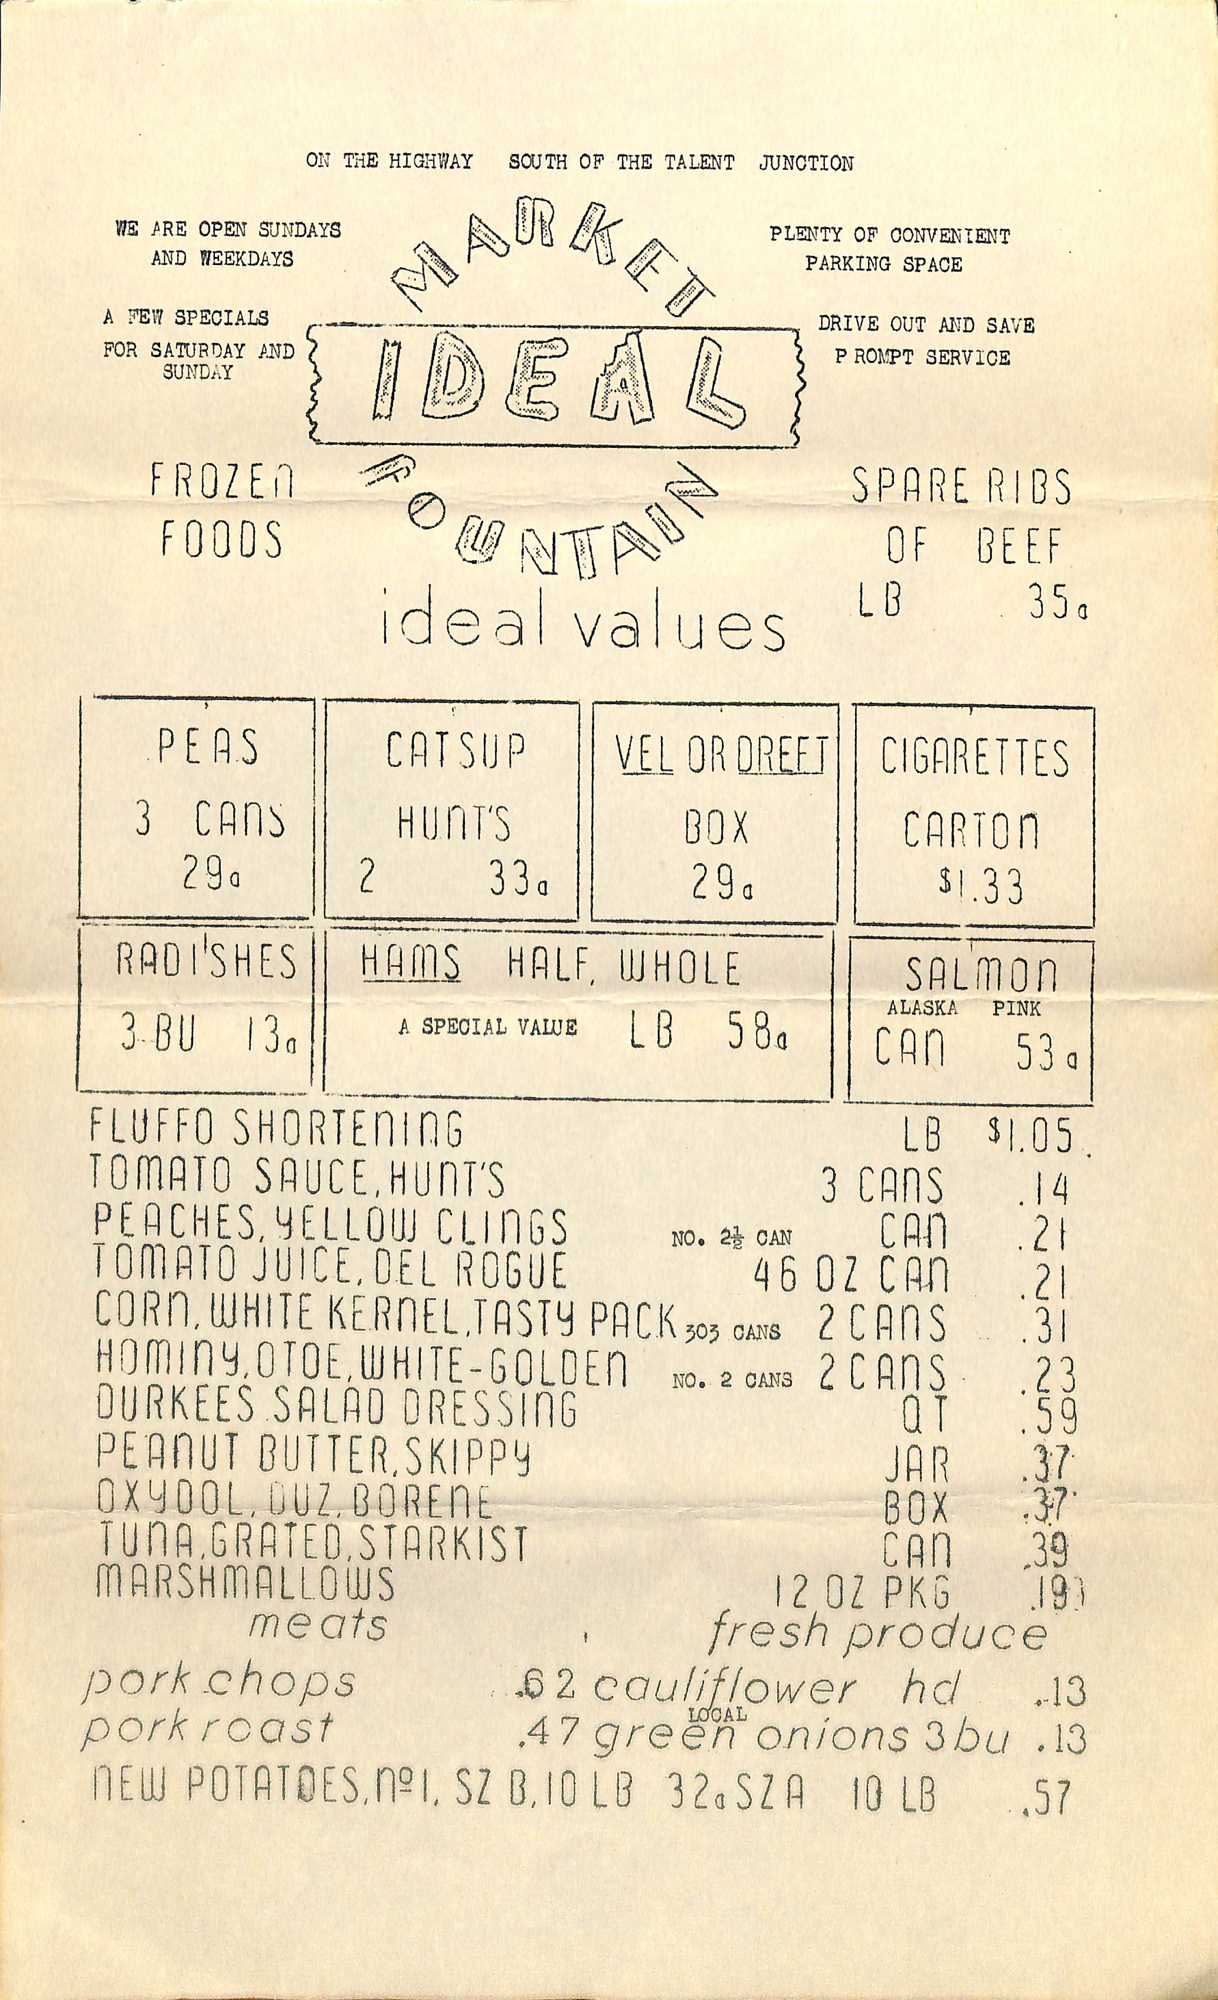 ON THE HIGHWAY SOUTH OF THE TALENT JUNCTION
WE ARE OPEN SUNDAYS
AND WEEKDAYS
A FEW SPECIALS
FOR SATURDAY AND
SUNDAY
MARKET
IDEAL
FOUNTAIN
PLENTY OF CONVENIENT
PARKING SPACE
DRIVE OUT AND SAVE
PROMPT SERVICE
FROZEN
FOODS
SPARE RIBS
OF BEEF
LB 35¢
ideal values
PEAS
3 CANS
29¢
CATSUP
HUNT'S
2 33¢
VEL OR DREFT
BOX
29¢
CIGARETTES
CARTON
$1.33
RADISHES
3 BU 13¢
HAMS HALF, WHOLE
A SPECIAL VALUE LB 58¢
SALMON
ALASKA PINK
CAN 53¢
FLUFFO SHORTENING LB $1.05
TOMATO SAUCE, HUNT'S 3 CANS .14
PEACHES, YELLOW CLINGS NO. 2½ CAN CAN .21
TOMATO JUICE, DEL ROGUE 46 OZ CAN .21
CORN, WHITE KERNEL, TASTY PACK 303 CANS 2 CANS .31
HOMINY, OTOE, WHITE-GOLDEN NO. 2 CANS 2 CANS .23
DURKEES SALAD DRESSING QT .59
PEANUT BUTTER, SKIPPY JAR .37
OXYDOL, DUZ, BORENE BOX .37
TUNA, GRATED, STARKIST CAN .39
MARSHMALLOWS 12 OZ PKG .19
meats fresh produce
pork chops .62 cauliflower hd .13
LOCAL
pork roast .47 green onions 3 bu .13
NEW POTATOES, Nº 1, SZ B, 10 LB 32¢ SZ A 10 LB .57